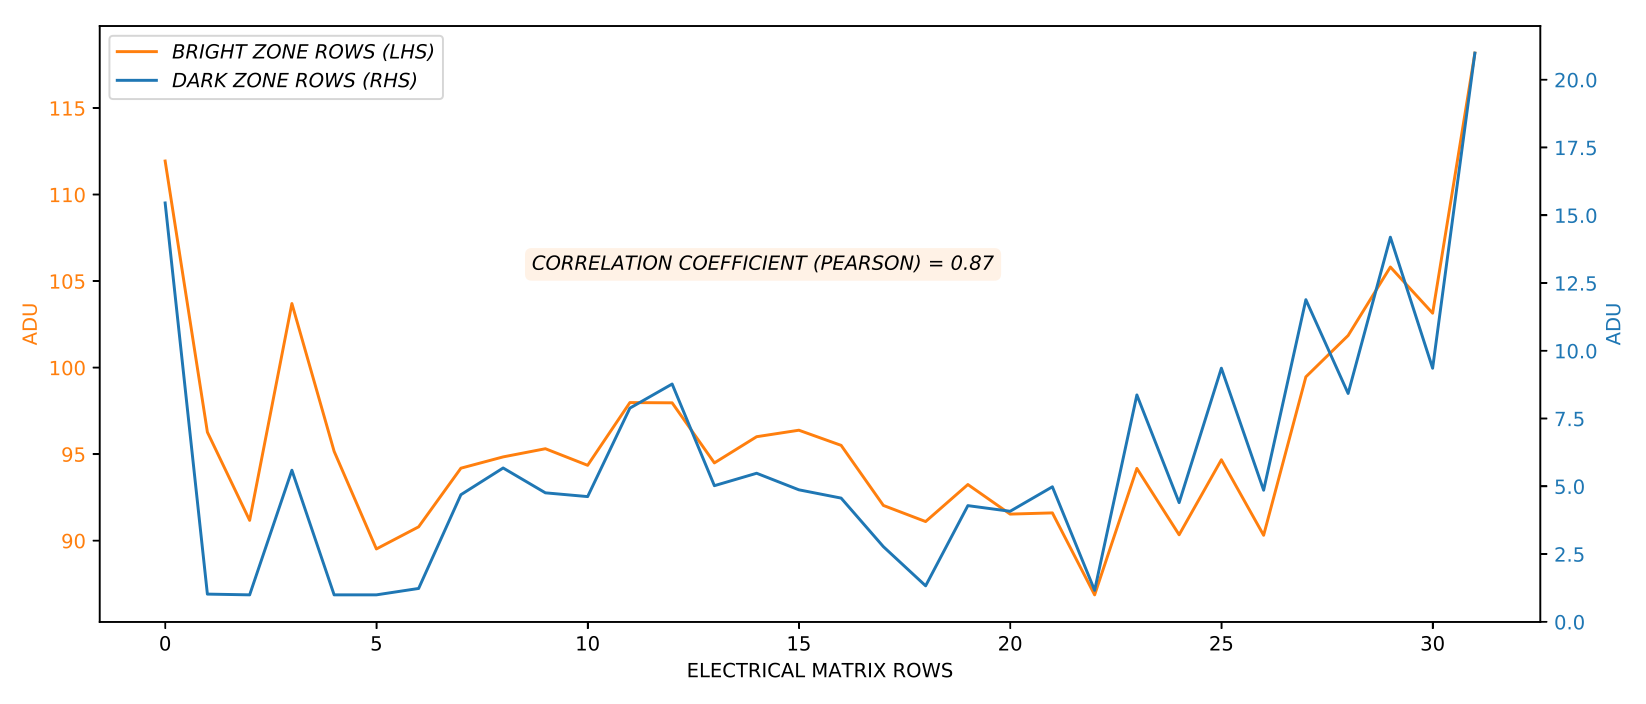 BRIGHT ZONE ROWS (LHS)
DARK ZONE ROWS (RHS)
CORRELATION COEFFICIENT (PEARSON) = 0.87
ADU
115
110
105
100
95
90
ADU
20.0
17.5
15.0
12.5
10.0
7.5
5.0
2.5
0.0
0 5 10 15 20 25 30
ELECTRICAL MATRIX ROWS